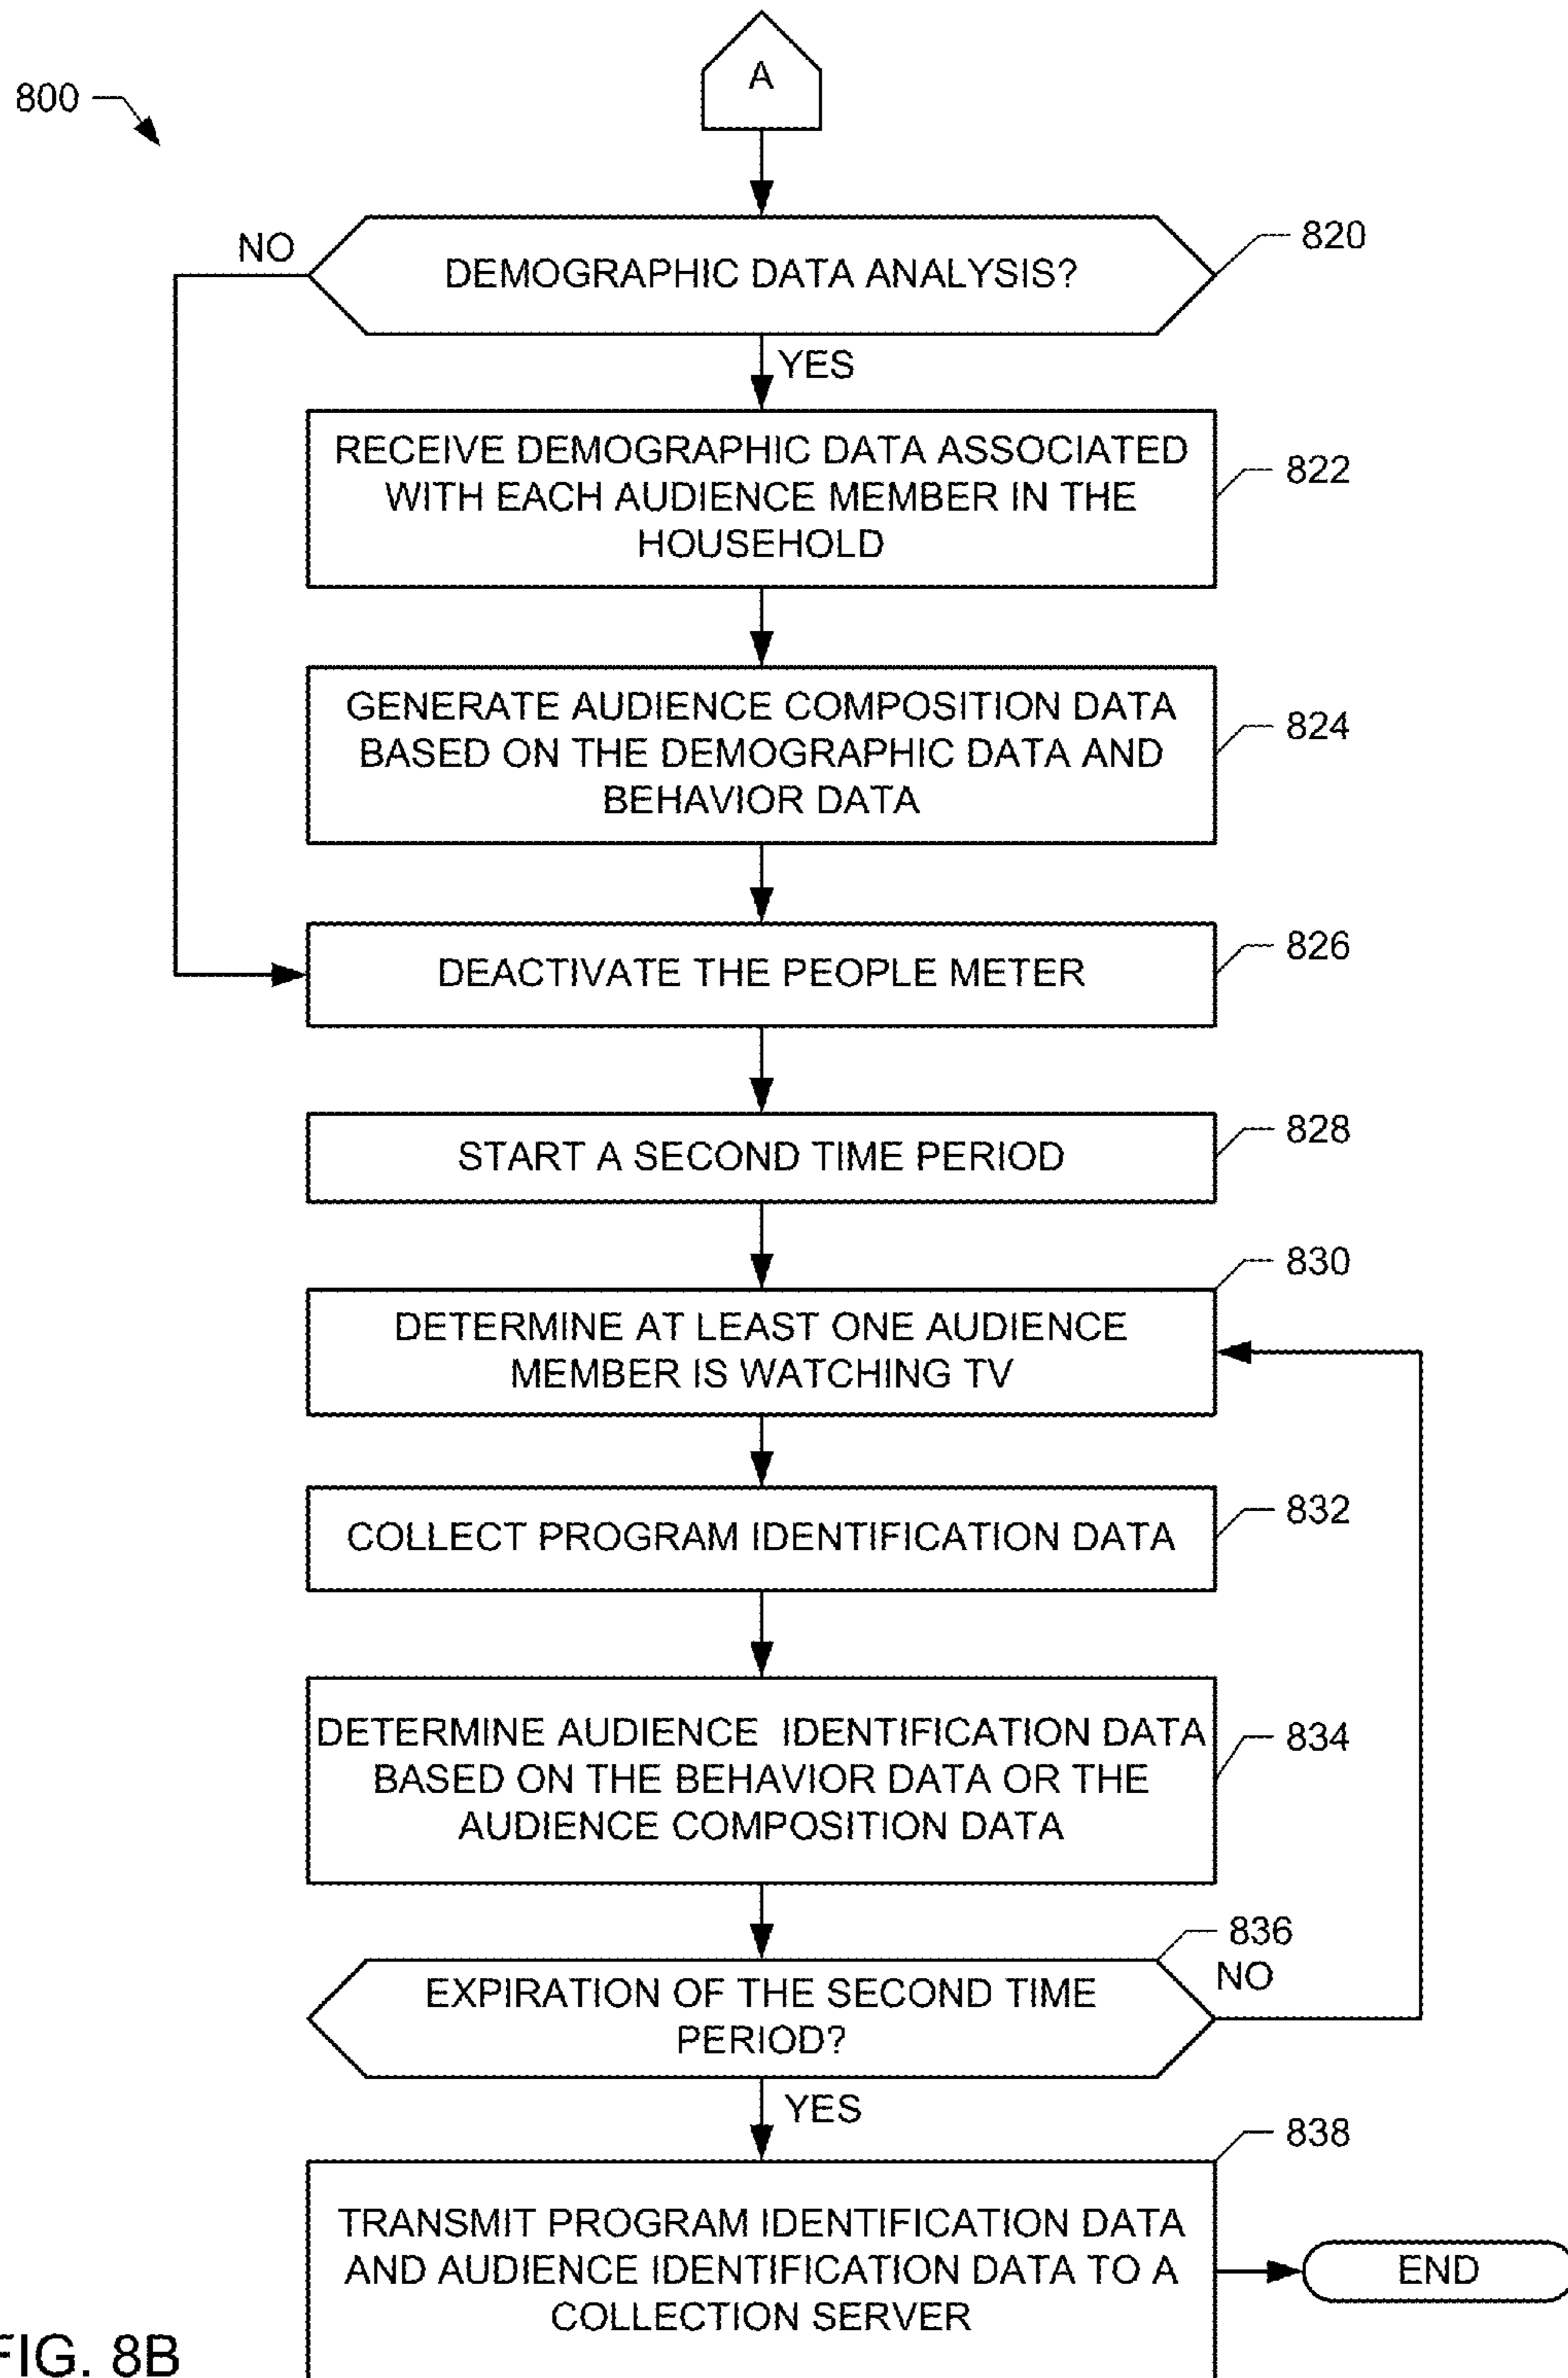 A
800
820
NO
DEMOGRAPHIC DATA ANALYSIS?
YES
RECEIVE DEMOGRAPHIC DATA ASSOCIATED
WITH EACH AUDIENCE MEMBER IN THE
HOUSEHOLD
822
GENERATE AUDIENCE COMPOSITION DATA
BASED ON THE DEMOGRAPHIC DATA AND
BEHAVIOR DATA
824
DEACTIVATE THE PEOPLE METER
826
START A SECOND TIME PERIOD
828
830
DETERMINE AT LEAST ONE AUDIENCE
MEMBER IS WATCHING TV
COLLECT PROGRAM IDENTIFICATION DATA
832
DETERMINE AUDIENCE IDENTIFICATION DATA
BASED ON THE BEHAVIOR DATA OR THE
AUDIENCE COMPOSITION DATA
834
836
NO
EXPIRATION OF THE SECOND TIME
PERIOD?
YES
838
TRANSMIT PROGRAM IDENTIFICATION DATA
AND AUDIENCE IDENTIFICATION DATA TO A
COLLECTION SERVER
END
FIG. 8B